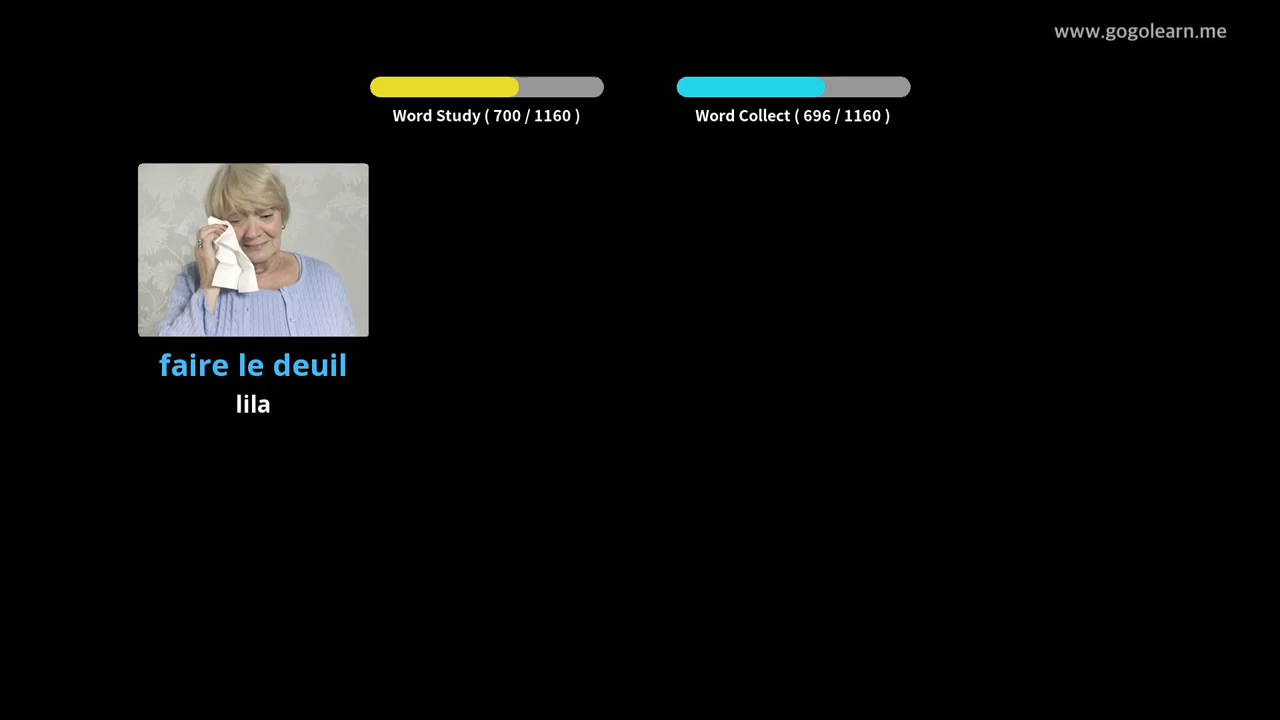 www.gogolearn.me
Word Study ( 700 / 1160 )
Word Collect ( 696 / 1160 )
faire le deuil
lila